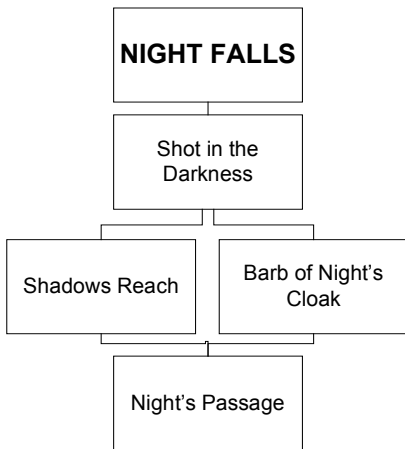 NIGHT FALLS
Shot in the
Darkness
Shadows Reach
Barb of Night's
Cloak
Night's Passage